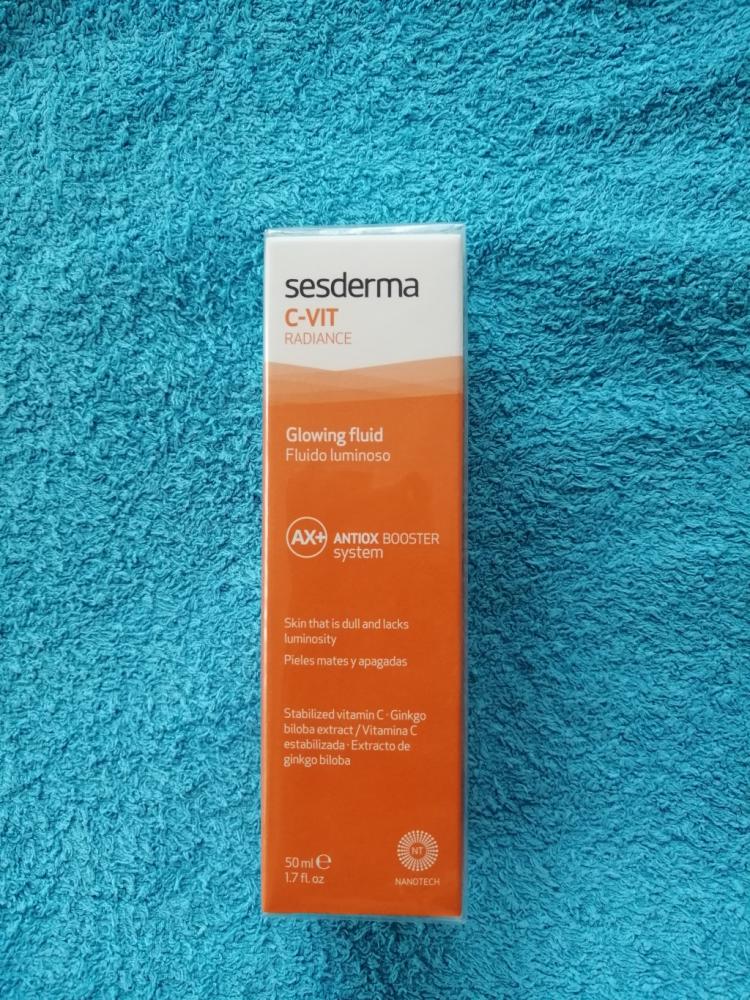 sesderma
C-VIT
RADIANCE
Glowing fluid
Fluido luminoso
AX+ ANTIOX BOOSTER
system
Skin that is dull and lacks
luminosity
Pieles mates y apagadas
Stabilized vitamin C · Ginkgo
biloba extract / Vitamina C
estabilizada · Extracto de
ginkgo biloba
50 ml ℮
1.7 fl. oz
NT
NANOTECH